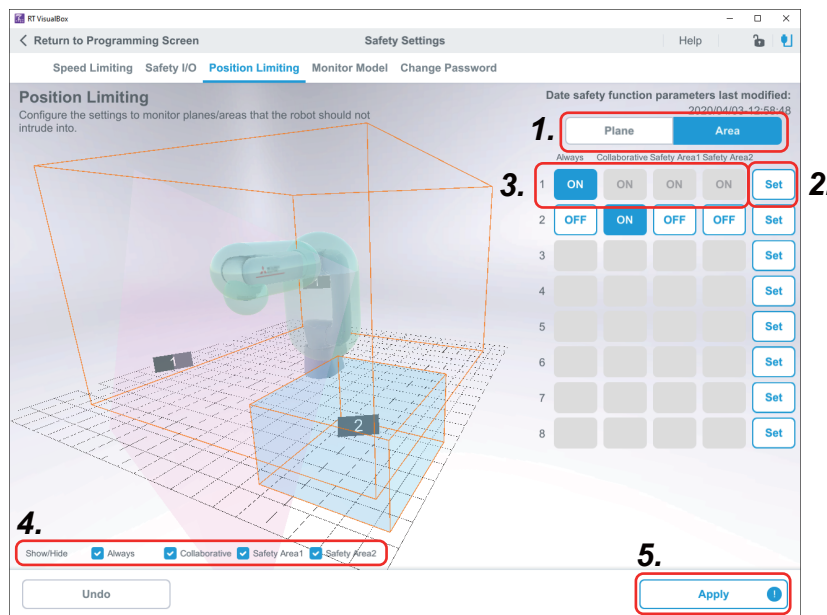 RT VisualBox
Return to Programming Screen Safety Settings Help
Speed Limiting Safety I/O Position Limiting Monitor Model Change Password
Position Limiting
Configure the settings to monitor planes/areas that the robot should not
intrude into.
Date safety function parameters last modified:
2020/04/03-12:58:48
1.
Plane Area
Always Collaborative Safety Area1 Safety Area2
3.
1 ON ON ON ON Set
2.
2 OFF ON OFF OFF Set
3 Set
4 Set
5 Set
6 Set
7 Set
8 Set
1
1
2
4.
Show/Hide Always Collaborative Safety Area1 Safety Area2
5.
Undo Apply !